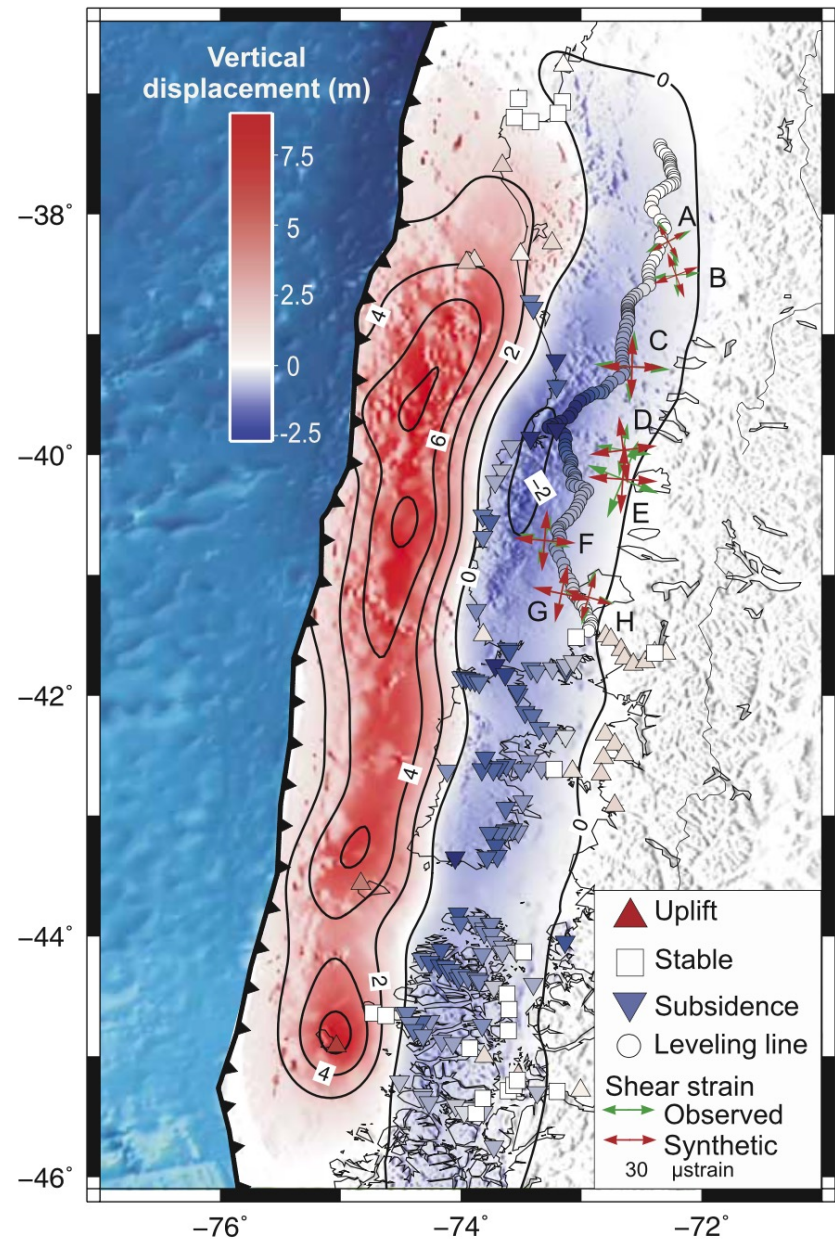 Vertical
displacement (m)
7.5
5
2.5
0
-2.5
0
−38˚
A
B
4
2
C
6
D
−40˚
−2
E
F
0
G
H
−42˚
4
0
−44˚
2
4
−46˚
Uplift
Stable
Subsidence
Leveling line
Shear strain
Observed
Synthetic
30 µstrain
−76˚ −74˚ −72˚